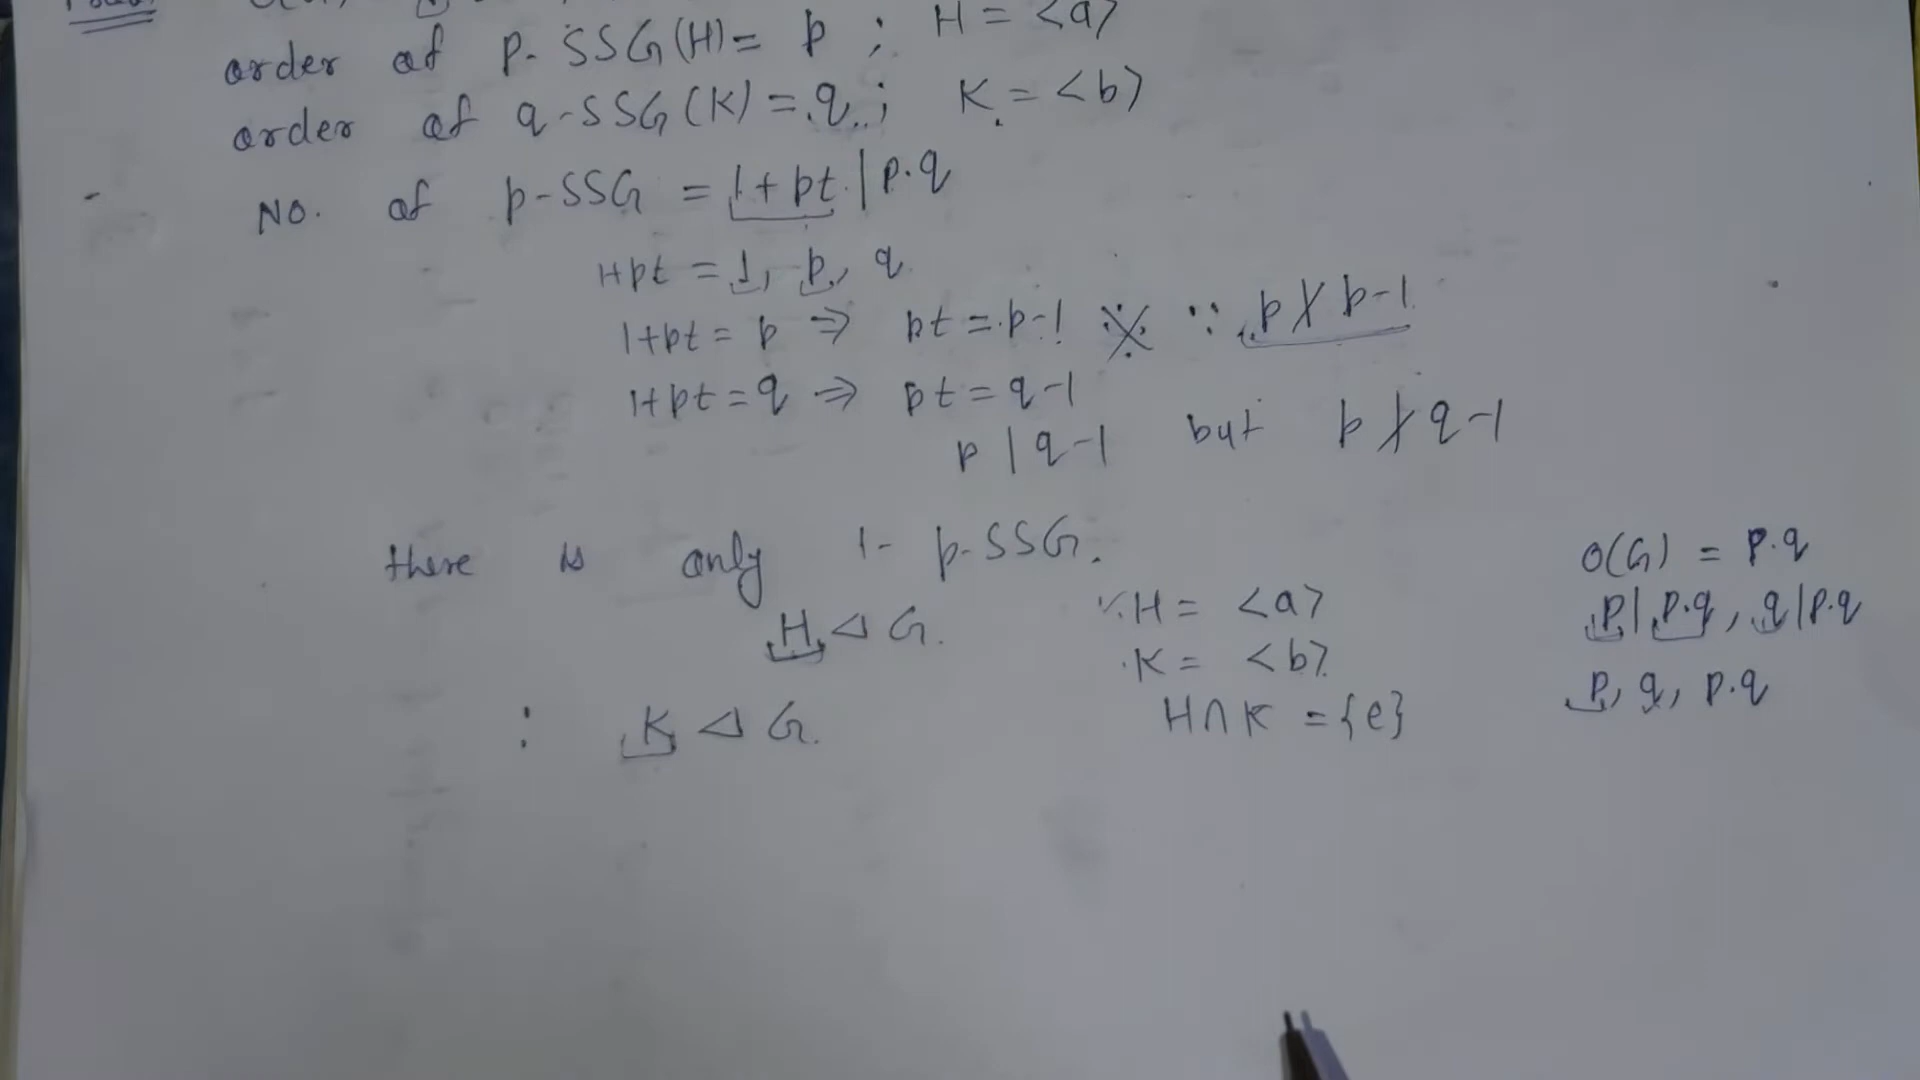 order of p-SSG(H) = p ; H = <a>
order of q-SSG(K) = q ; K = <b>
No. of p-SSG = 1+pt | p.q
1+pt = 1, p, q
1+pt = p ⇒ pt = p-1 ※ ∵ p∤p-1
1+pt = q ⇒ pt = q-1
p | q-1 but p∤q-1
there is only 1- p-SSG.
H ⊲ G.
: K ⊲ G.
H = <a>
K = <b>
H∩K = {e}
O(G) = p.q
p|p.q, q|p.q
p, q, p.q